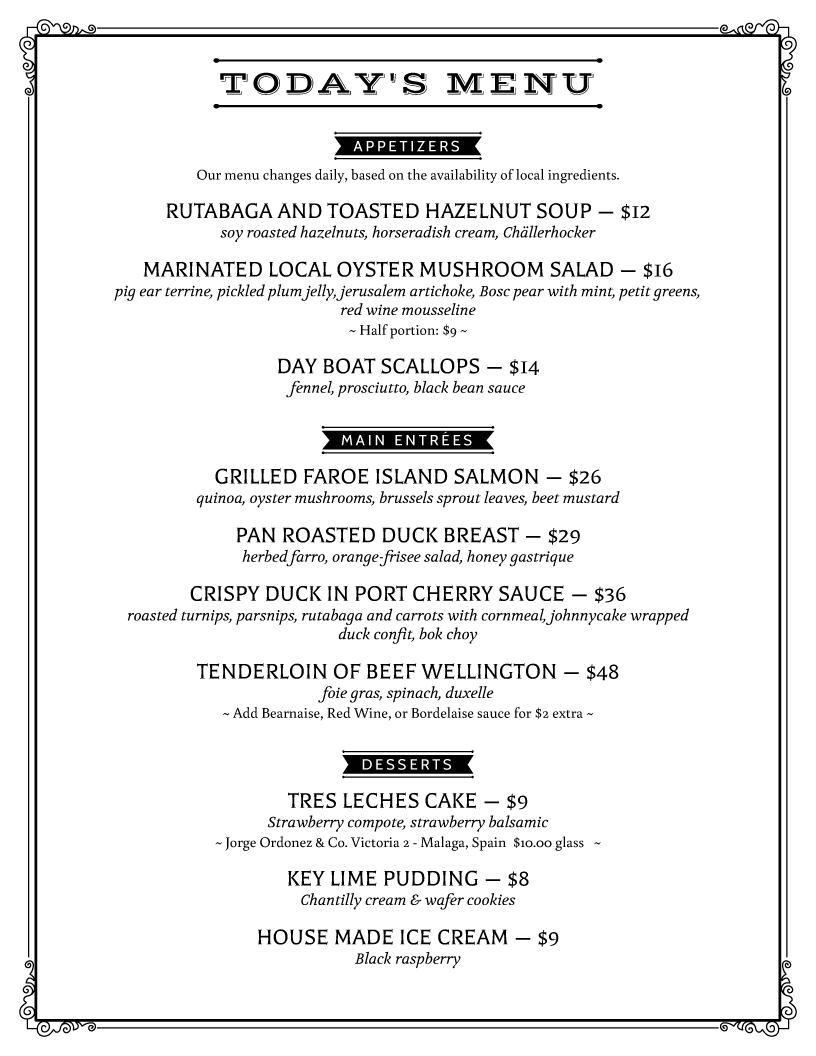 TODAY'S MENU
APPETIZERS
Our menu changes daily, based on the availability of local ingredients.
RUTABAGA AND TOASTED HAZELNUT SOUP — $12
soy roasted hazelnuts, horseradish cream, Chällerhocker
MARINATED LOCAL OYSTER MUSHROOM SALAD — $16
pig ear terrine, pickled plum jelly, jerusalem artichoke, Bosc pear with mint, petit greens,
red wine mousseline
~ Half portion: $9 ~
DAY BOAT SCALLOPS — $14
fennel, prosciutto, black bean sauce
MAIN ENTRÉES
GRILLED FAROE ISLAND SALMON — $26
quinoa, oyster mushrooms, brussels sprout leaves, beet mustard
PAN ROASTED DUCK BREAST — $29
herbed farro, orange-frisee salad, honey gastrique
CRISPY DUCK IN PORT CHERRY SAUCE — $36
roasted turnips, parsnips, rutabaga and carrots with cornmeal, johnnycake wrapped
duck confit, bok choy
TENDERLOIN OF BEEF WELLINGTON — $48
foie gras, spinach, duxelle
~ Add Bearnaise, Red Wine, or Bordelaise sauce for $2 extra ~
DESSERTS
TRES LECHES CAKE — $9
Strawberry compote, strawberry balsamic
~ Jorge Ordonez & Co. Victoria 2 - Malaga, Spain $10.00 glass ~
KEY LIME PUDDING — $8
Chantilly cream & wafer cookies
HOUSE MADE ICE CREAM — $9
Black raspberry